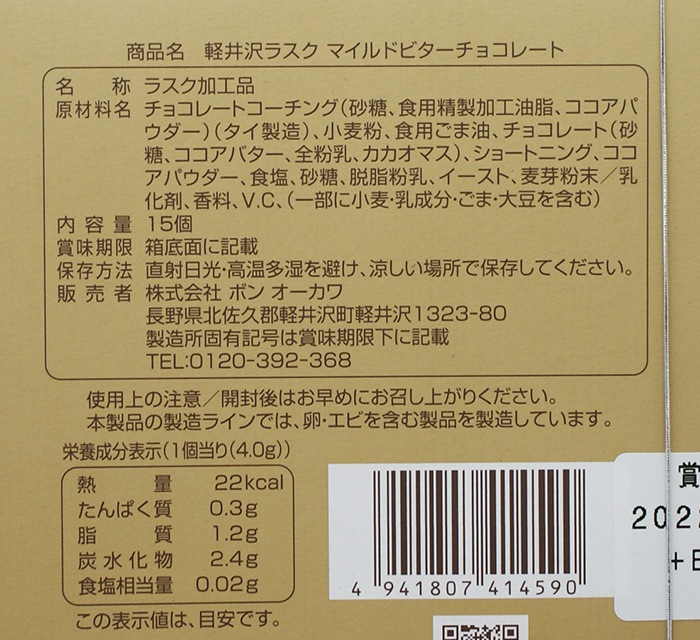 商品名 軽井沢ラスク マイルドビターチョコレート
名称 ラスク加工品
原材料名 チョコレートコーチング(砂糖、食用精製加工油脂、ココアパ
ウダー)(タイ製造)、小麦粉、食用ごま油、チョコレート(砂
糖、ココアバター、全粉乳、カカオマス)、ショートニング、ココ
アパウダー、食塩、砂糖、脱脂粉乳、イースト、麦芽粉末/乳
化剤、香料、V.C.、(一部に小麦・乳成分・ごま・大豆を含む)
内容量 15個
賞味期限 箱底面に記載
保存方法 直射日光・高温多湿を避け、涼しい場所で保存してください。
販売者 株式会社 ボン オーカワ
長野県北佐久郡軽井沢町軽井沢1323-80
製造所固有記号は賞味期限下に記載
TEL:0120-392-368
使用上の注意/開封後はお早めにお召し上がりください。
本製品の製造ラインでは、卵・エビを含む製品を製造しています。
栄養成分表示(1個当り(4.0g))
熱量 22kcal
たんぱく質 0.3g
脂質 1.2g
炭水化物 2.4g
食塩相当量 0.02g
この表示値は、目安です。
4 941807 414590
賞
202
+